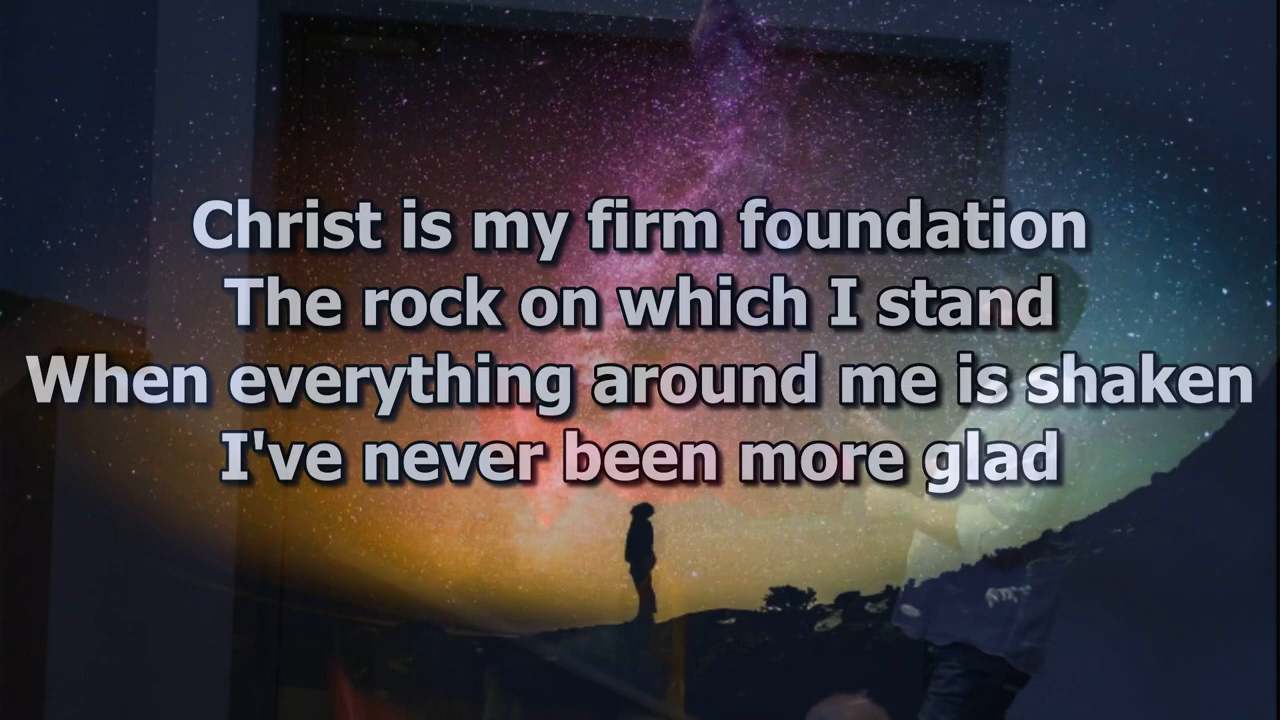 Christ is my firm foundation
The rock on which I stand
When everything around me is shaken
I've never been more glad